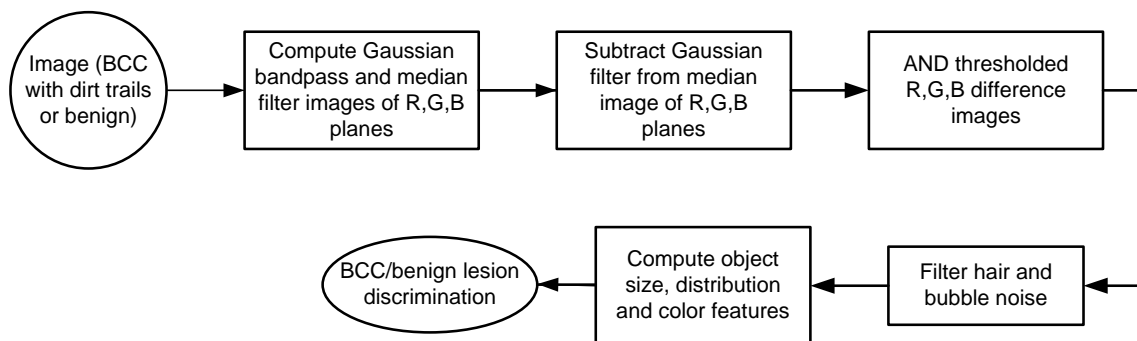 Image (BCC
with dirt trails
or benign)
Compute Gaussian
bandpass and median
filter images of R,G,B
planes
Subtract Gaussian
filter from median
image of R,G,B
planes
AND thresholded
R,G,B difference
images
Filter hair and
bubble noise
Compute object
size, distribution
and color features
BCC/benign lesion
discrimination